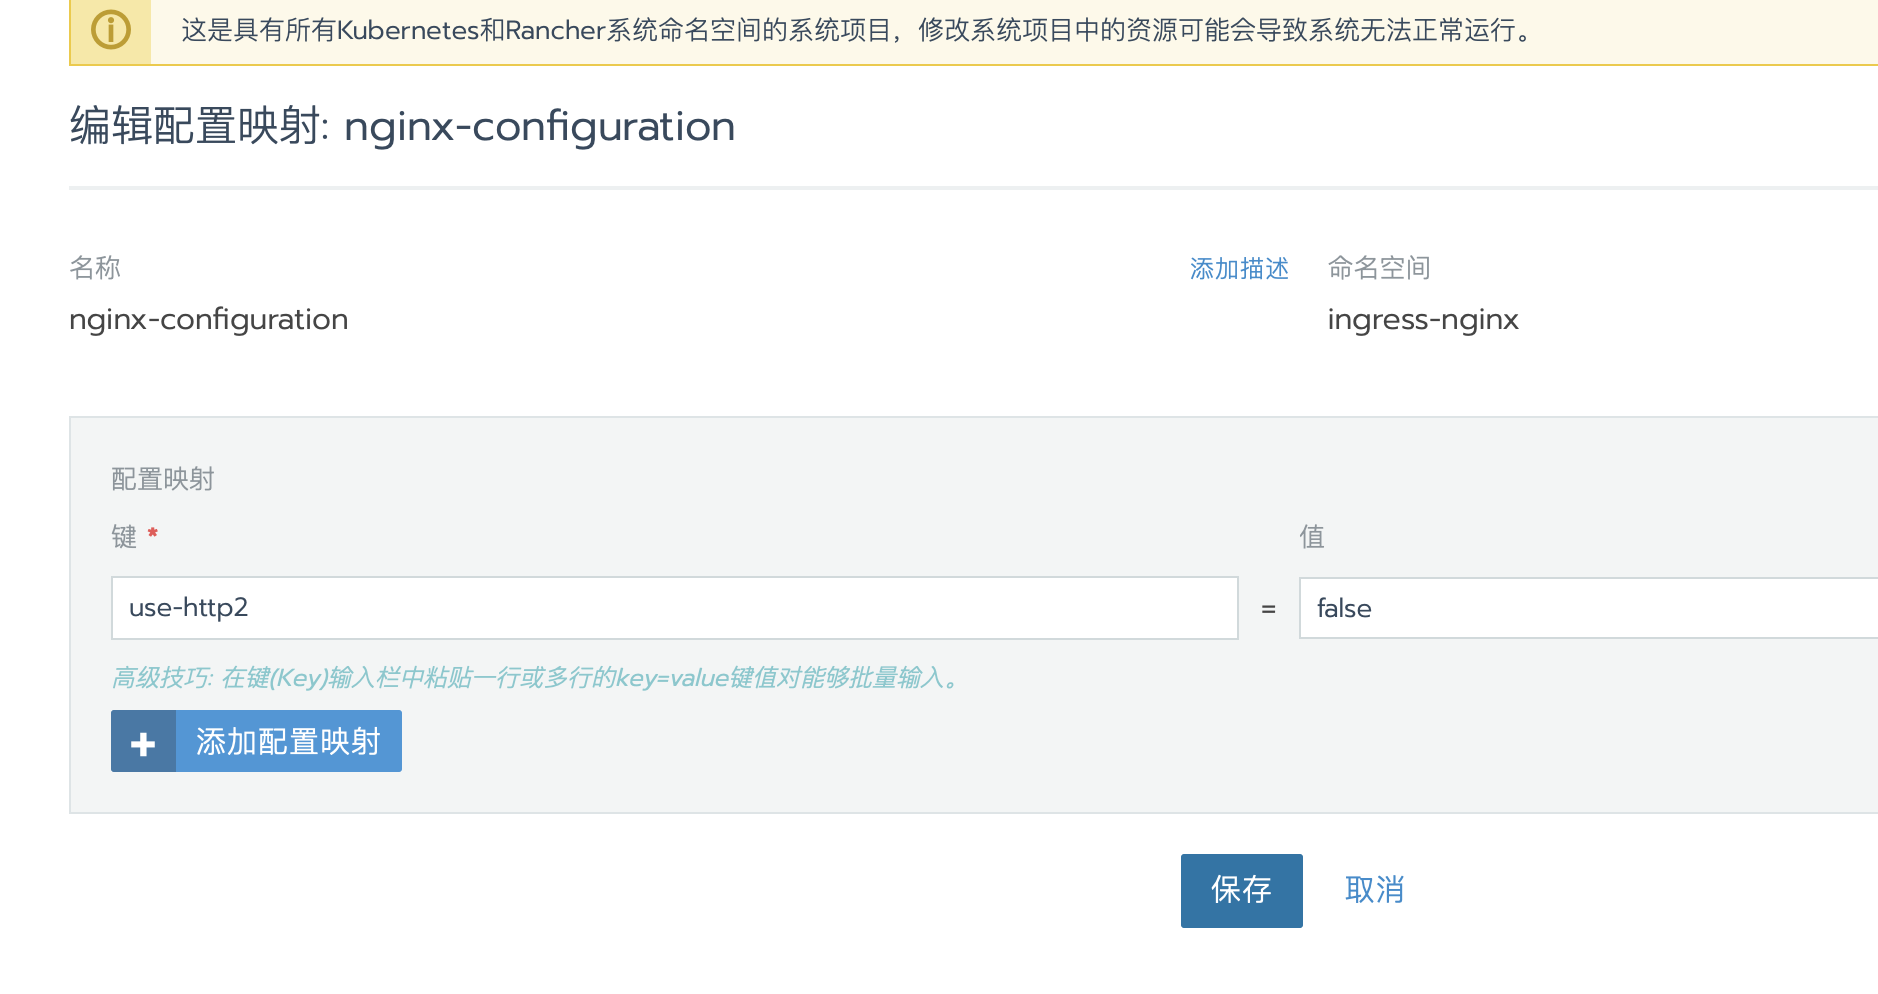 这是具有所有Kubernetes和Rancher系统命名空间的系统项目，修改系统项目中的资源可能会导致系统无法正常运行。
编辑配置映射: nginx-configuration
名称
添加描述
命名空间
nginx-configuration
ingress-nginx
配置映射
键 *
值
use-http2
=
false
高级技巧: 在键(Key)输入栏中粘贴一行或多行的key=value键值对能够批量输入。
添加配置映射
保存
取消